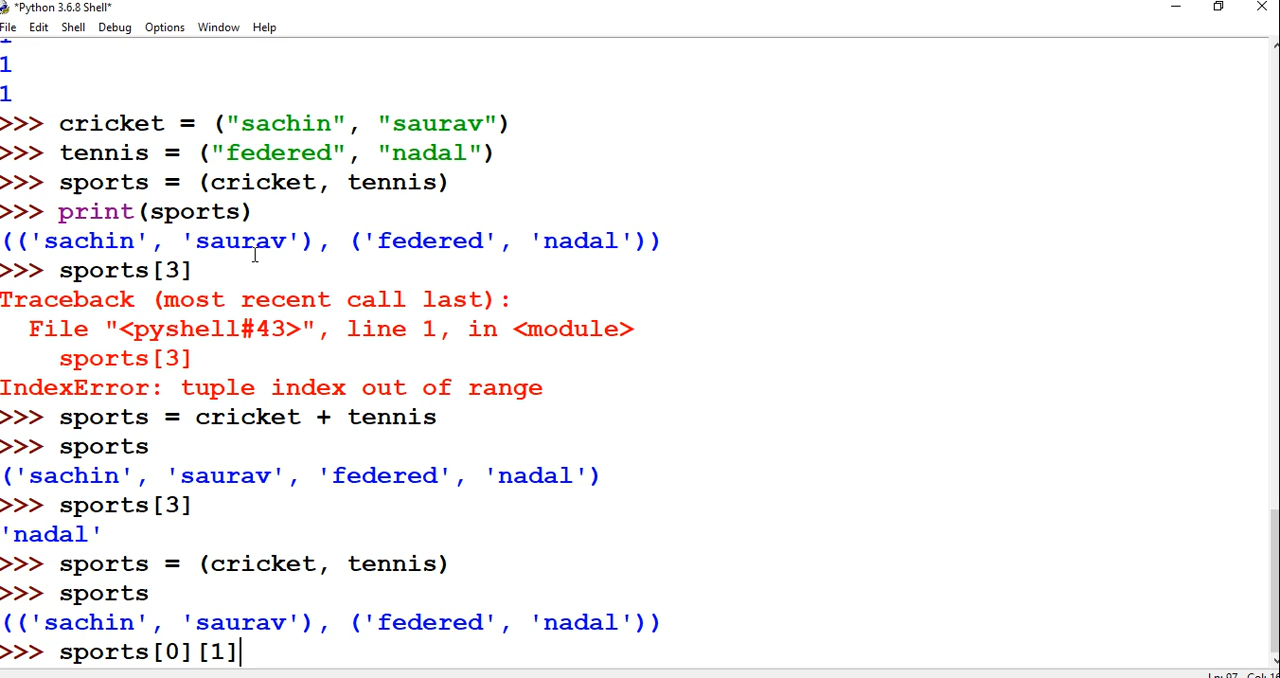 *Python 3.6.8 Shell*
File Edit Shell Debug Options Window Help
1
1
>>> cricket = ("sachin", "saurav")
>>> tennis = ("federed", "nadal")
>>> sports = (cricket, tennis)
>>> print(sports)
(('sachin', 'saurav'), ('federed', 'nadal'))
>>> sports[3]
Traceback (most recent call last):
  File "<pyshell#43>", line 1, in <module>
    sports[3]
IndexError: tuple index out of range
>>> sports = cricket + tennis
>>> sports
('sachin', 'saurav', 'federed', 'nadal')
>>> sports[3]
'nadal'
>>> sports = (cricket, tennis)
>>> sports
(('sachin', 'saurav'), ('federed', 'nadal'))
>>> sports[0][1]